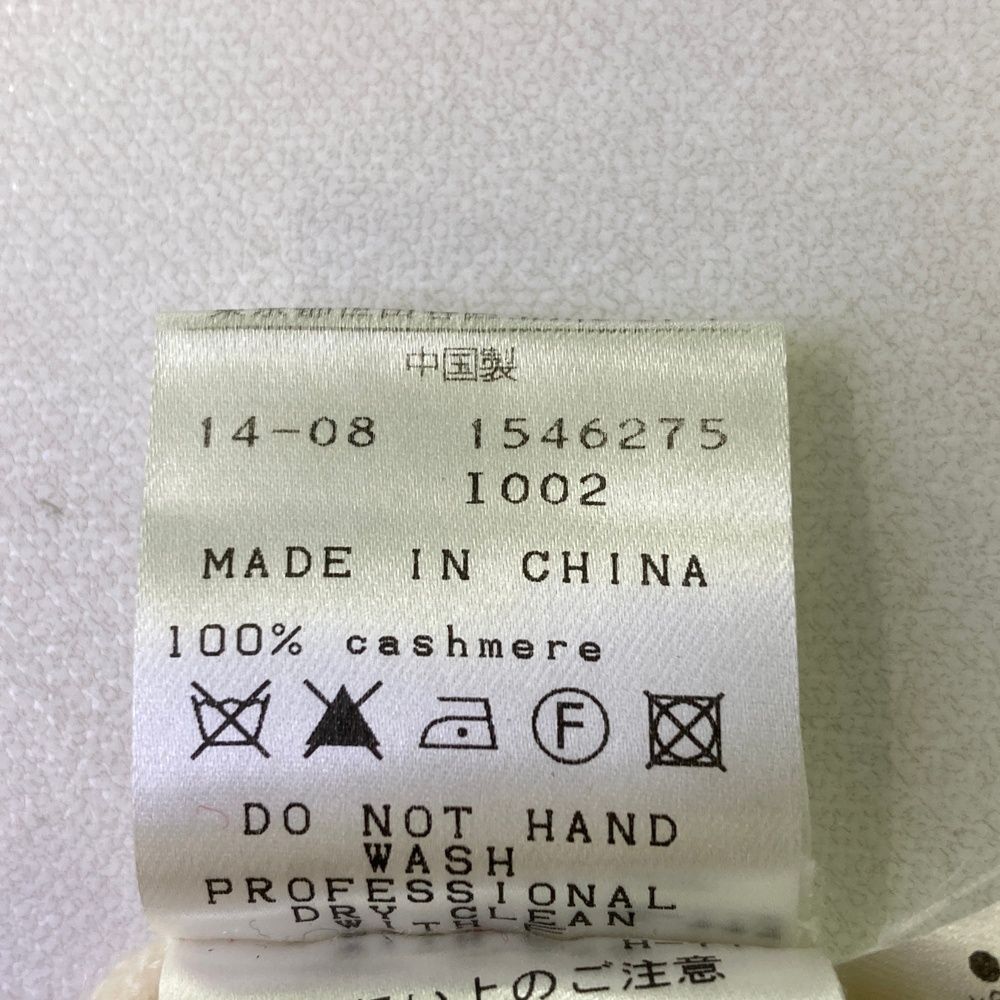 中国製
14-08 1546275
I002
MADE IN CHINA
100% cashmere
F
DO NOT HAND
WASH
PROFESSIONAL
DRY CLEAN
上のご注意